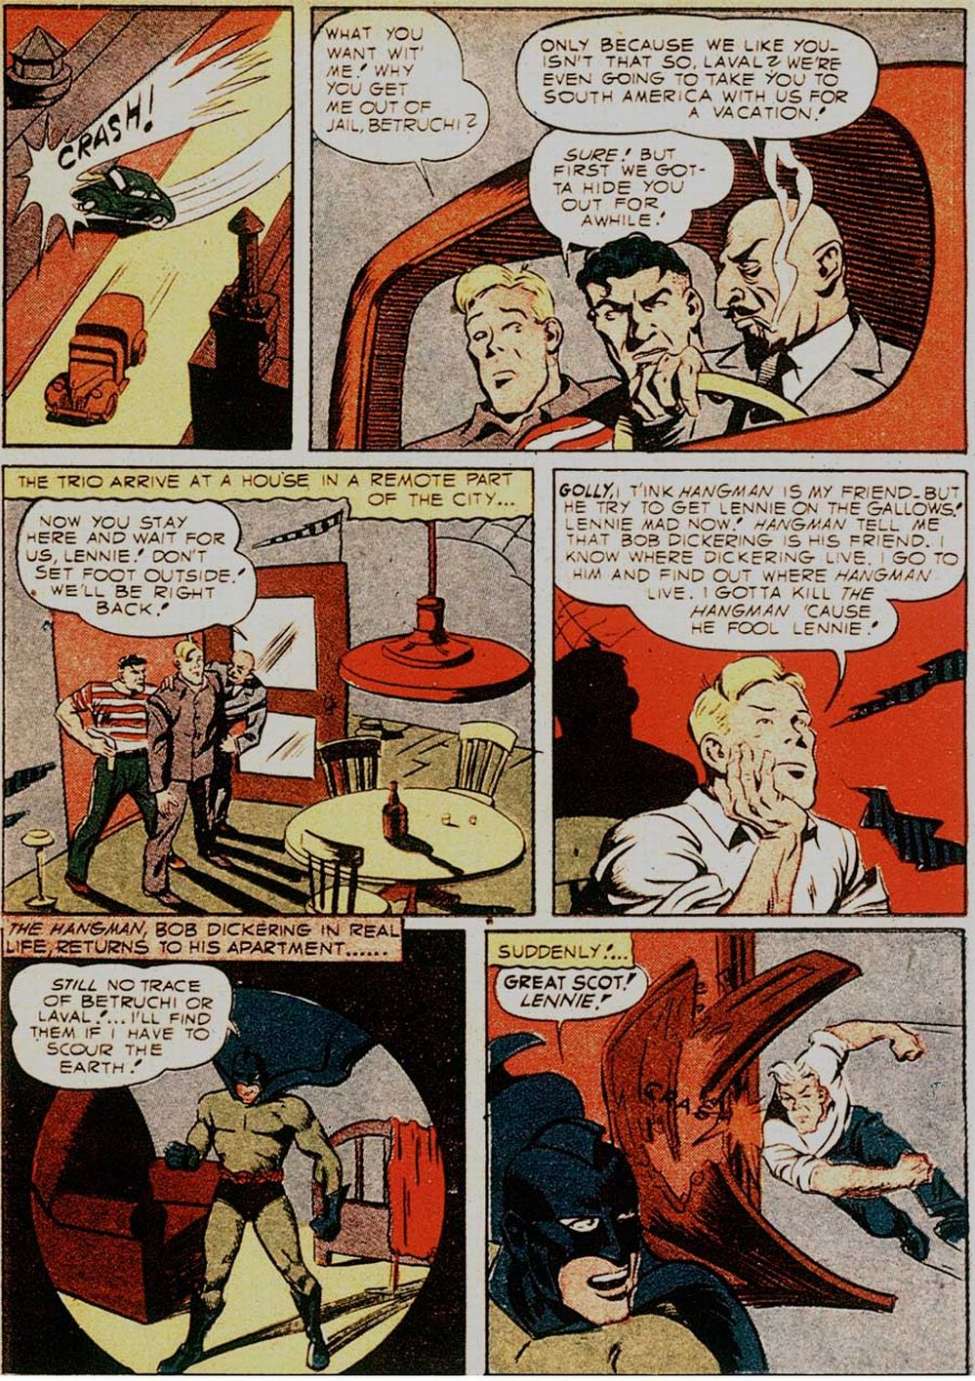 CRASH!
WHAT YOU
WANT WIT'
ME! WHY
YOU GET
ME OUT OF
JAIL, BETRUCHI?
ONLY BECAUSE WE LIKE YOU-
ISN'T THAT SO, LAVAL? WE'RE
EVEN GOING TO TAKE YOU TO
SOUTH AMERICA WITH US FOR
A VACATION!
SURE! BUT
FIRST WE GOT-
TA HIDE YOU
OUT FOR
AWHILE!
THE TRIO ARRIVE AT A HOUSE IN A REMOTE PART
OF THE CITY...
NOW YOU STAY
HERE AND WAIT FOR
US, LENNIE! DON'T
SET FOOT OUTSIDE!
WE'LL BE RIGHT
BACK!
GOLLY, I T'INK HANGMAN IS MY FRIEND-BUT
HE TRY TO GET LENNIE ON THE GALLOWS!
LENNIE MAD NOW! HANGMAN TELL ME
THAT BOB DICKERING IS HIS FRIEND. I
KNOW WHERE DICKERING LIVE. I GO TO
HIM AND FIND OUT WHERE HANGMAN
LIVE. I GOTTA KILL THE
HANGMAN 'CAUSE
HE FOOL LENNIE!
THE HANGMAN, BOB DICKERING IN REAL
LIFE, RETURNS TO HIS APARTMENT......
STILL NO TRACE
OF BETRUCHI OR
LAVAL!... I'LL FIND
THEM IF I HAVE TO
SCOUR THE
EARTH!
SUDDENLY!...
GREAT SCOT!
LENNIE!
CRASH